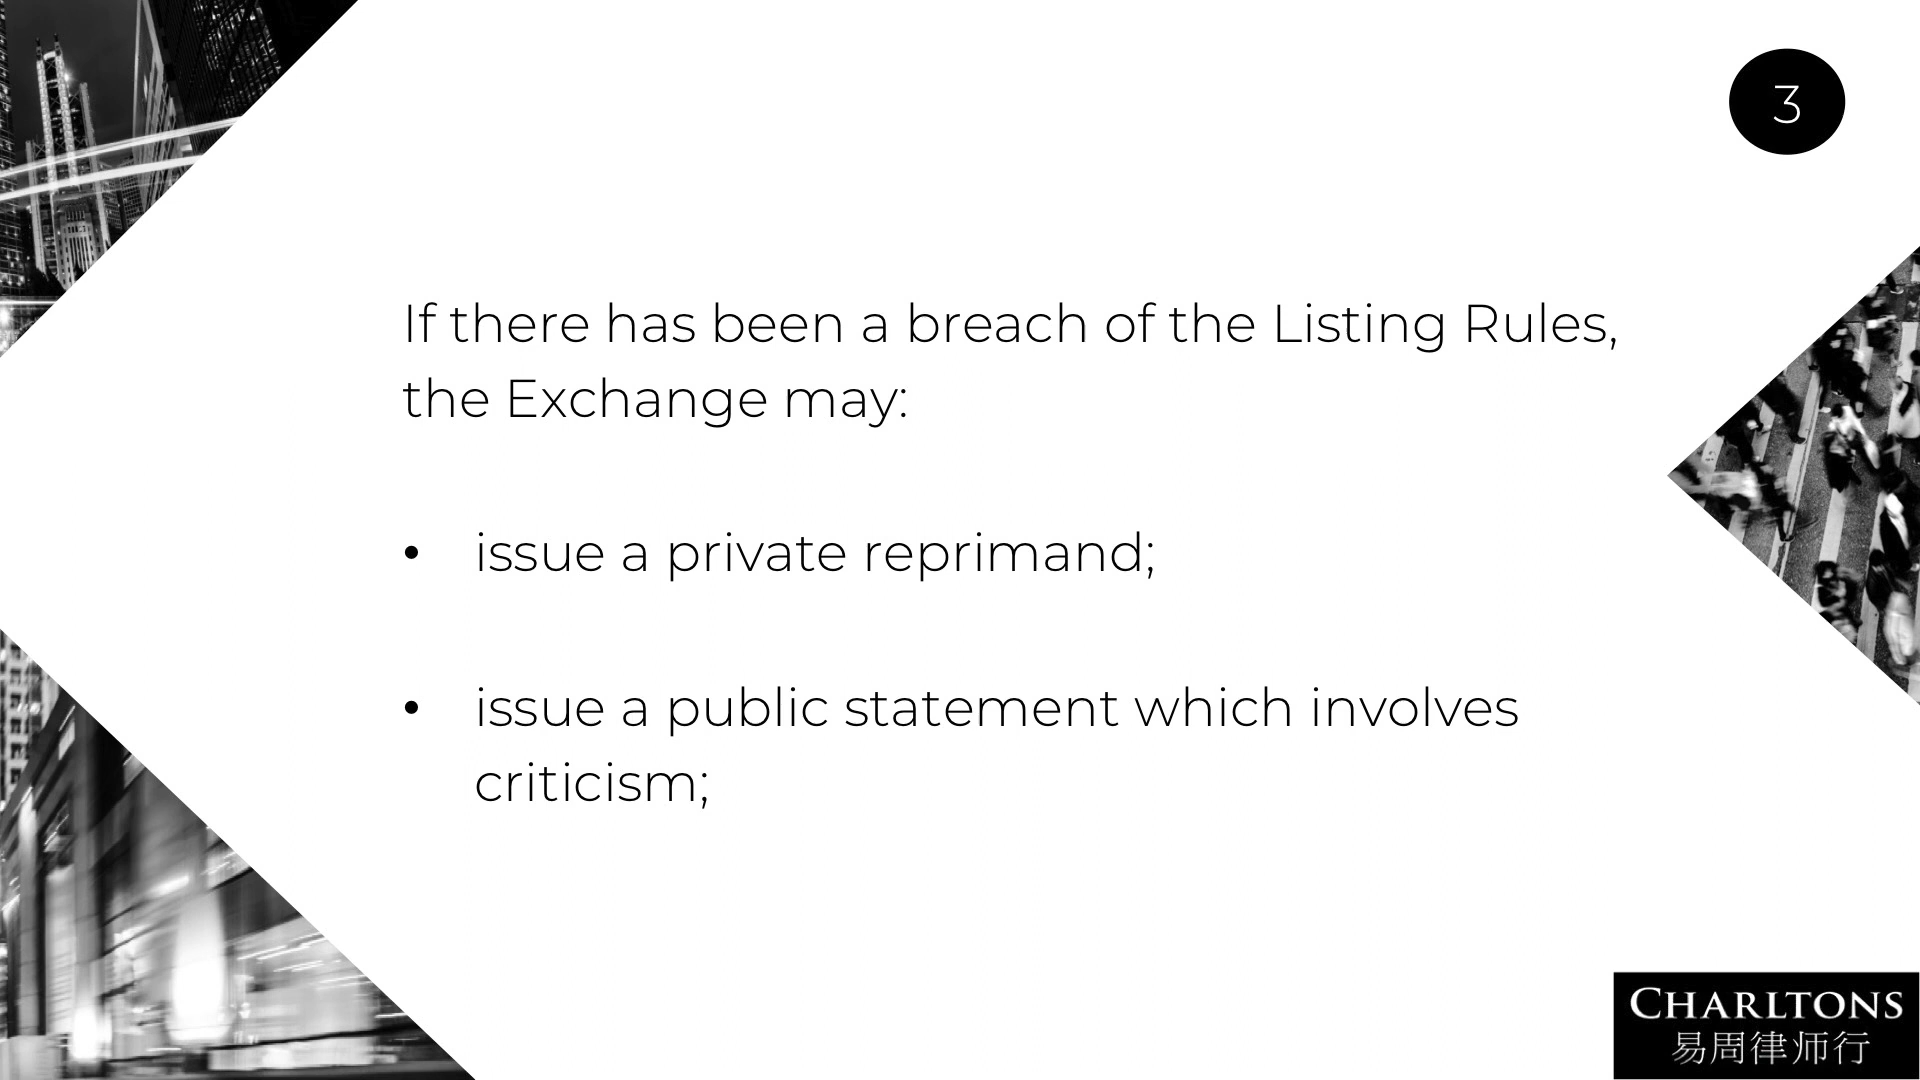 3
If there has been a breach of the Listing Rules,
the Exchange may:
• issue a private reprimand;
• issue a public statement which involves
criticism;
CHARLTONS
易周律师行